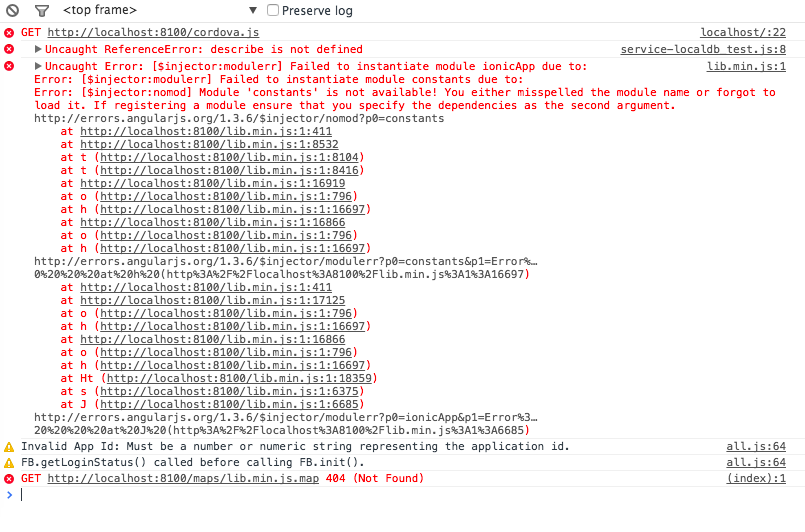 <top frame> Preserve log
GET http://localhost:8100/cordova.js localhost/:22
Uncaught ReferenceError: describe is not defined service-localdb_test.js:8
Uncaught Error: [$injector:modulerr] Failed to instantiate module ionicApp due to: lib.min.js:1
Error: [$injector:modulerr] Failed to instantiate module constants due to:
Error: [$injector:nomod] Module 'constants' is not available! You either misspelled the module name or forgot to
load it. If registering a module ensure that you specify the dependencies as the second argument.
http://errors.angularjs.org/1.3.6/$injector/nomod?p0=constants
at http://localhost:8100/lib.min.js:1:411
at http://localhost:8100/lib.min.js:1:8532
at t (http://localhost:8100/lib.min.js:1:8104)
at t (http://localhost:8100/lib.min.js:1:8416)
at http://localhost:8100/lib.min.js:1:16919
at o (http://localhost:8100/lib.min.js:1:796)
at h (http://localhost:8100/lib.min.js:1:16697)
at http://localhost:8100/lib.min.js:1:16866
at o (http://localhost:8100/lib.min.js:1:796)
at h (http://localhost:8100/lib.min.js:1:16697)
http://errors.angularjs.org/1.3.6/$injector/modulerr?p0=constants&p1=Error%…
0%20%20%20at%20h%20(http%3A%2F%2Flocalhost%3A8100%2Flib.min.js%3A1%3A16697)
at http://localhost:8100/lib.min.js:1:411
at http://localhost:8100/lib.min.js:1:17125
at o (http://localhost:8100/lib.min.js:1:796)
at h (http://localhost:8100/lib.min.js:1:16697)
at http://localhost:8100/lib.min.js:1:16866
at o (http://localhost:8100/lib.min.js:1:796)
at h (http://localhost:8100/lib.min.js:1:16697)
at Ht (http://localhost:8100/lib.min.js:1:18359)
at s (http://localhost:8100/lib.min.js:1:6375)
at J (http://localhost:8100/lib.min.js:1:6685)
http://errors.angularjs.org/1.3.6/$injector/modulerr?p0=ionicApp&p1=Error%3…
20%20%20%20at%20J%20(http%3A%2F%2Flocalhost%3A8100%2Flib.min.js%3A1%3A6685)
Invalid App Id: Must be a number or numeric string representing the application id. all.js:64
FB.getLoginStatus() called before calling FB.init(). all.js:64
GET http://localhost:8100/maps/lib.min.js.map 404 (Not Found) (index):1